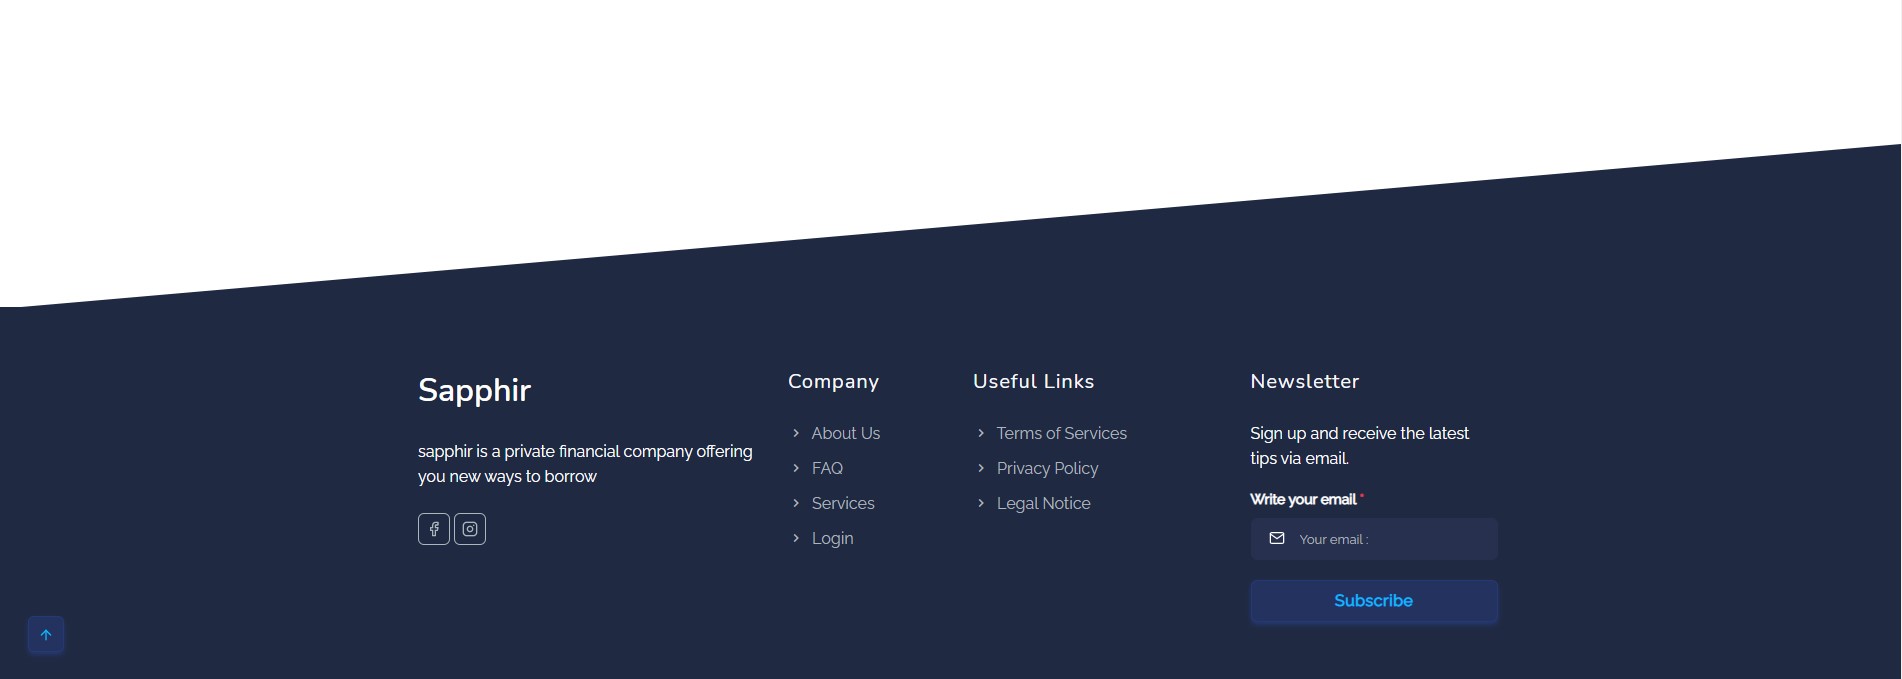 Sapphir
sapphir is a private financial company offering
you new ways to borrow
Company
About Us
FAQ
Services
Login
Useful Links
Terms of Services
Privacy Policy
Legal Notice
Newsletter
Sign up and receive the latest
tips via email.
Write your email *
Your email :
Subscribe